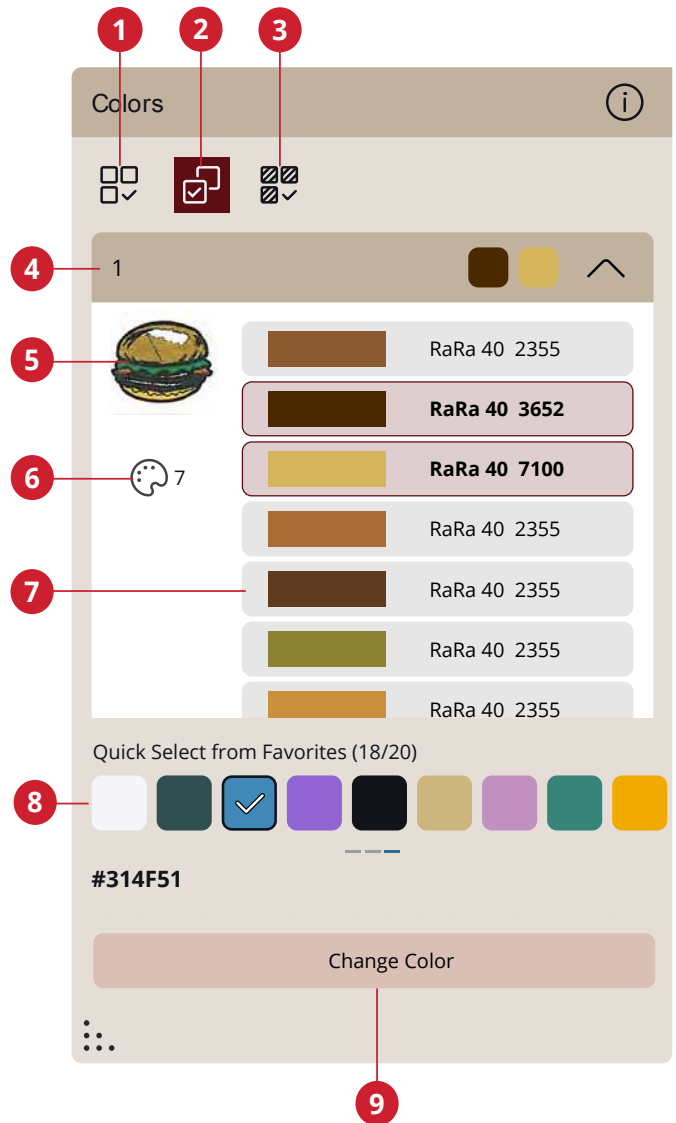 1
2
3
Colors
4
1
5
RaRa 40 2355
RaRa 40 3652
6
7
RaRa 40 7100
RaRa 40 2355
7
RaRa 40 2355
RaRa 40 2355
RaRa 40 2355
Quick Select from Favorites (18/20)
8
#314F51
Change Color
9